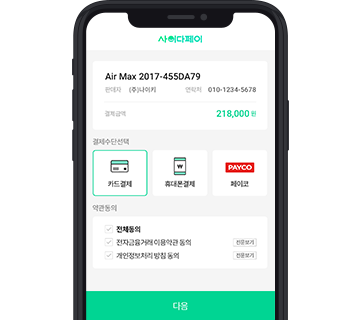 사이다페이
Air Max 2017-455DA79
판매자 (주)나이키 연락처 010-1234-5678
결제금액 218,000 원
결제수단선택
PAYCO
카드결제 휴대폰결제 페이코
약관동의
전체동의
전자금융거래 이용약관 동의 전문보기
개인정보처리 방침 동의 전문보기
다음